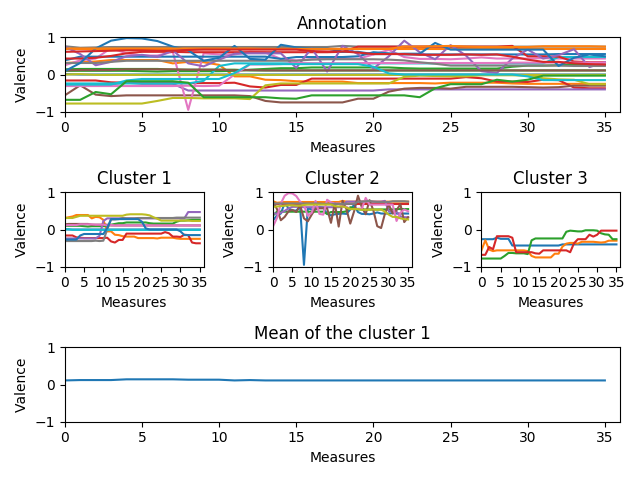 Annotation
Valence
1
0
−1
0 5 10 15 20 25 30 35
Measures
Cluster 1 Cluster 2 Cluster 3
Valence Valence Valence
1 1 1
0 0 0
−1 −1 −1
0 5 10 15 20 25 30 35 0 5 10 15 20 25 30 35 0 5 10 15 20 25 30 35
Measures Measures Measures
Mean of the cluster 1
Valence
1
0
−1
0 5 10 15 20 25 30 35
Measures